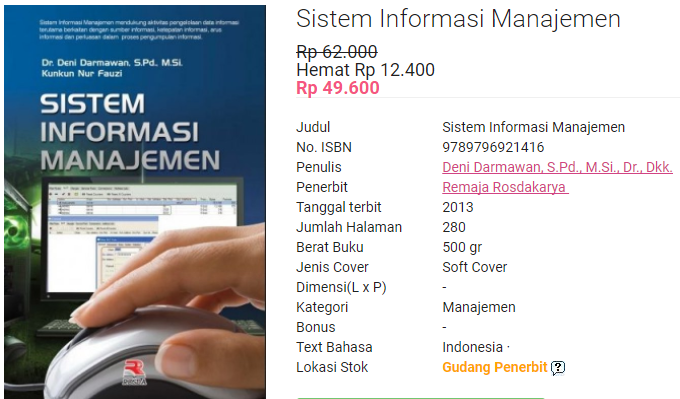 Sistem Informasi Manajemen mendukung aktivitas pengelolaan data informasi
terutama berkaitan dengan sumber informasi, ketepatan informasi, arus
informasi dan perluasan dalam proses pengumpulan informasi.
Dr. Deni Darmawan, S.Pd., M.Si.
Kunkun Nur Fauzi
SISTEM
INFORMASI
MANAJEMEN
Sistem Informasi Manajemen
Rp 62.000
Hemat Rp 12.400
Rp 49.600
Judul Sistem Informasi Manajemen
No. ISBN 9789796921416
Penulis Deni Darmawan, S.Pd., M.Si., Dr., Dkk.
Penerbit Remaja Rosdakarya
Tanggal terbit 2013
Jumlah Halaman 280
Berat Buku 500 gr
Jenis Cover Soft Cover
Dimensi(L x P) -
Kategori Manajemen
Bonus -
Text Bahasa Indonesia ·
Lokasi Stok Gudang Penerbit ?